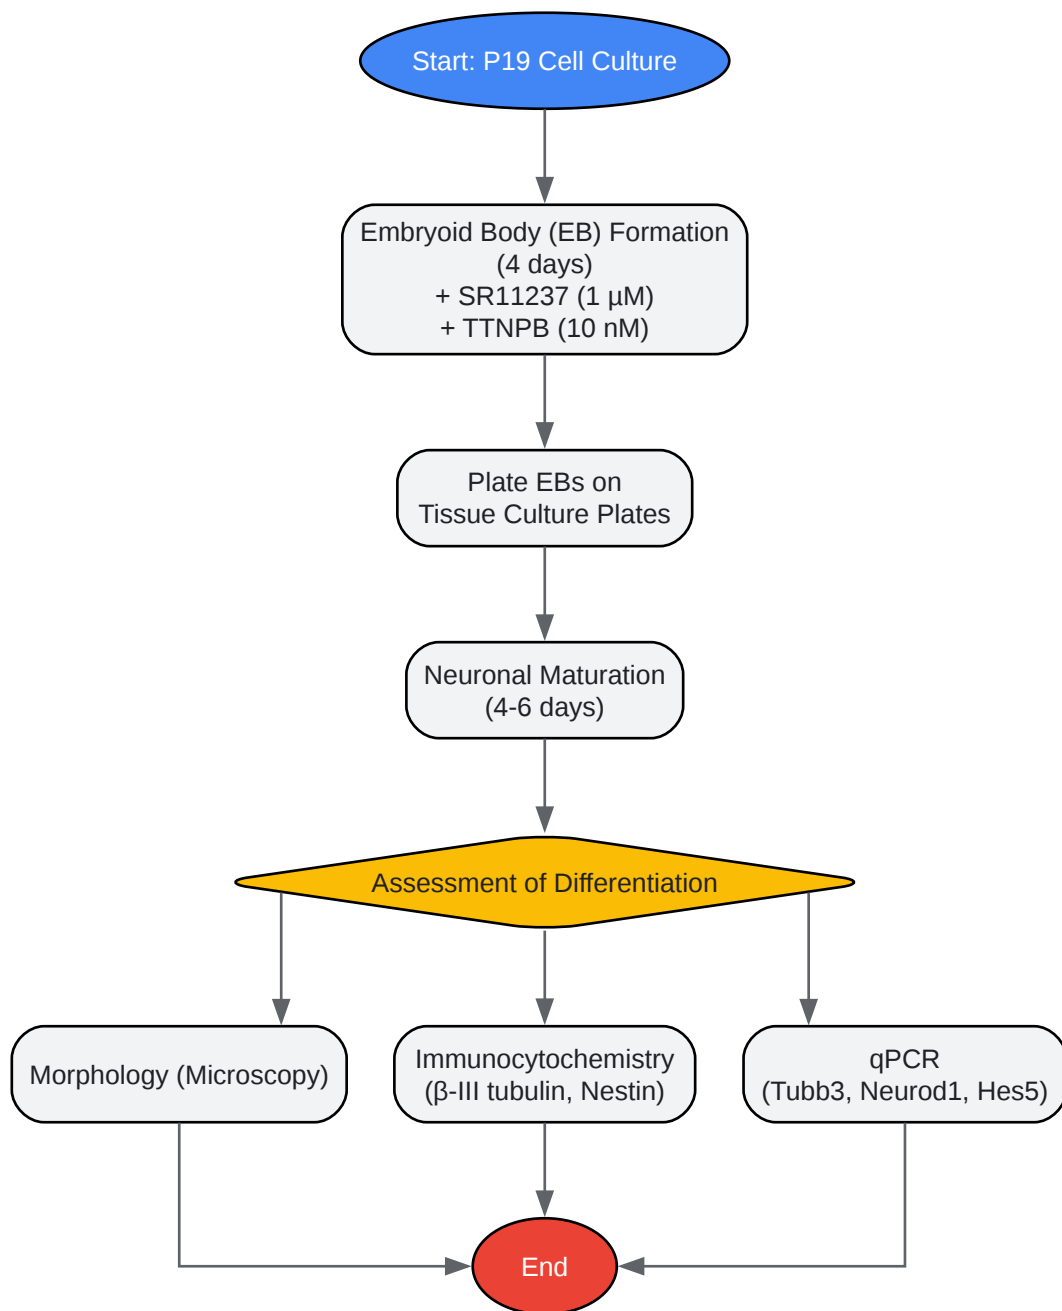 Start: P19 Cell Culture
Embryoid Body (EB) Formation
(4 days)
+ SR11237 (1 µM)
+ TTNPB (10 nM)
Plate EBs on
Tissue Culture Plates
Neuronal Maturation
(4-6 days)
Assessment of Differentiation
Morphology (Microscopy)
Immunocytochemistry
(β-III tubulin, Nestin)
qPCR
(Tubb3, Neurod1, Hes5)
End